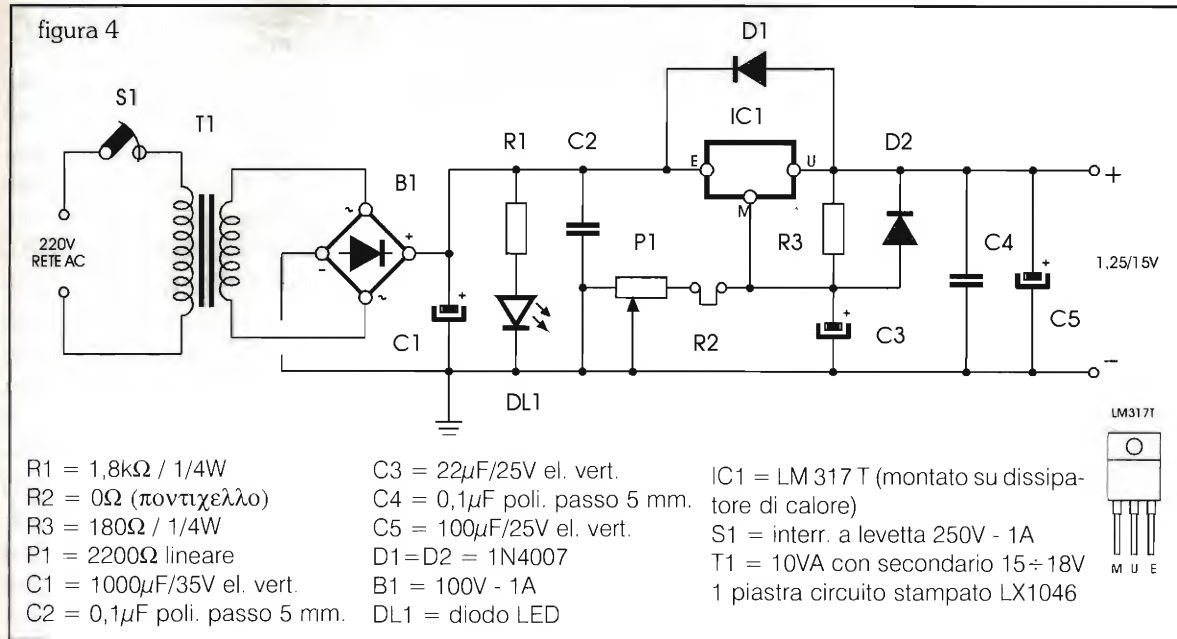 figura 4
D1
S1
T1
IC1
R1
C2
D2
E
U
B1
M
~
+
-
~
220V
RETE AC
P1
R3
C4
+
1,25/15V
+
C1
R2
+
C3
+
C5
-
DL1
LM317T
M U E
R1 = 1,8kΩ / 1/4W
R2 = 0Ω (ποντιχελλο)
R3 = 180Ω / 1/4W
P1 = 2200Ω lineare
C1 = 1000µF/35V el. vert.
C2 = 0,1µF poli. passo 5 mm.
C3 = 22µF/25V el. vert.
C4 = 0,1µF poli. passo 5 mm.
C5 = 100µF/25V el. vert.
D1=D2 = 1N4007
B1 = 100V - 1A
DL1 = diodo LED
IC1 = LM 317 T (montato su dissipa-
tore di calore)
S1 = interr. a levetta 250V - 1A
T1 = 10VA con secondario 15÷18V
1 piastra circuito stampato LX1046